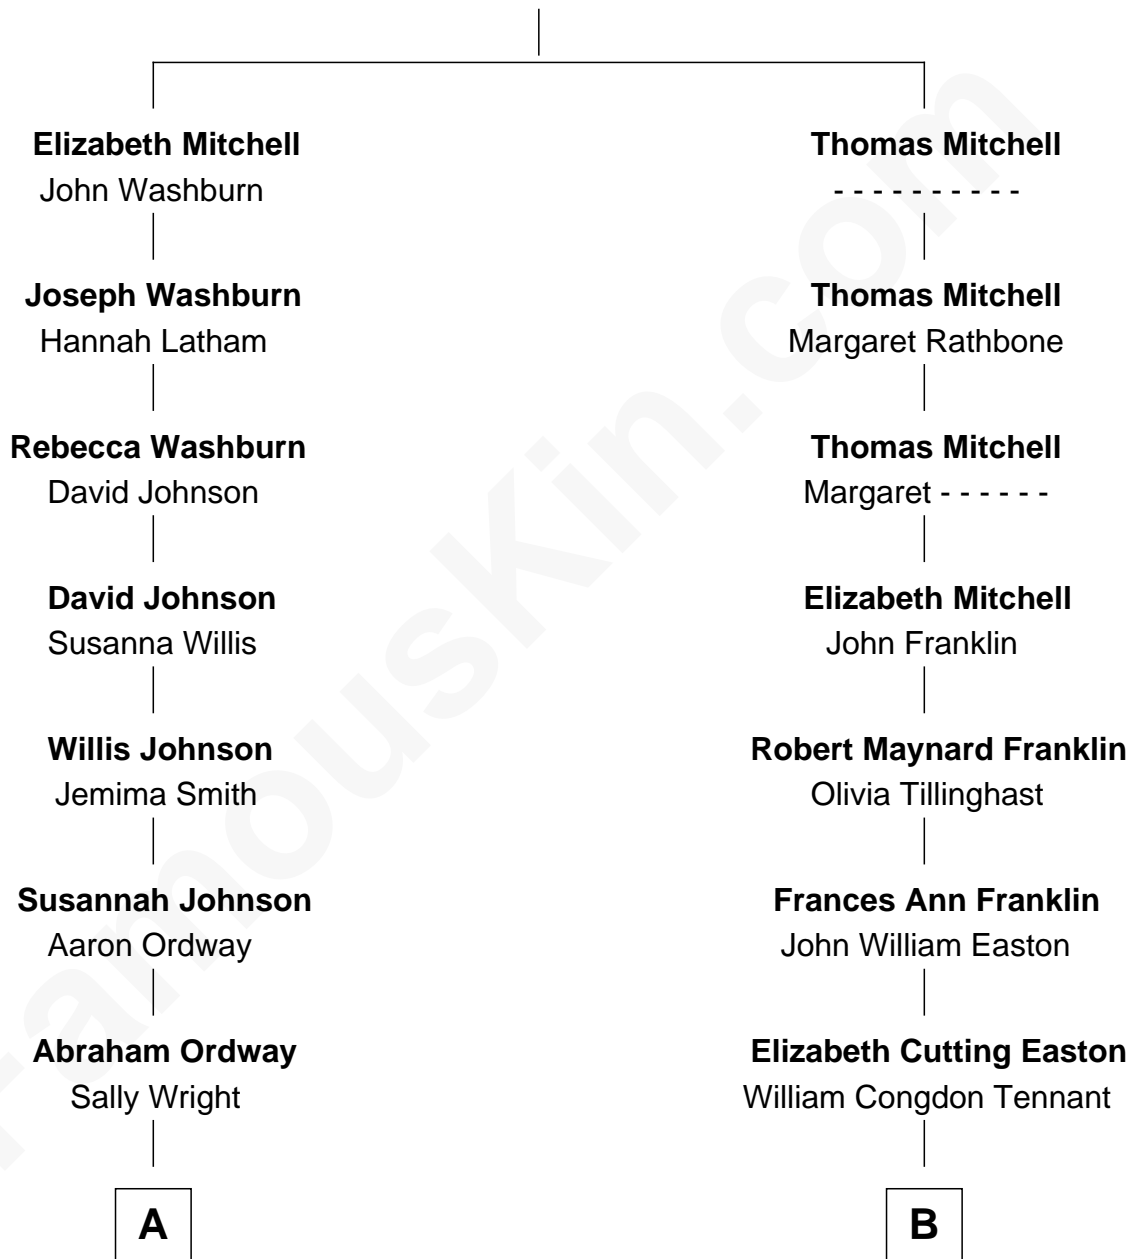 Elizabeth Mitchell
John Washburn
Joseph Washburn
Hannah Latham
Rebecca Washburn
David Johnson
David Johnson
Susanna Willis
Willis Johnson
Jemima Smith
Susannah Johnson
Aaron Ordway
Abraham Ordway
Sally Wright
A
Thomas Mitchell
- - - - - - - - - -
Thomas Mitchell
Margaret Rathbone
Thomas Mitchell
Margaret - - - - - -
Elizabeth Mitchell
John Franklin
Robert Maynard Franklin
Olivia Tillinghast
Frances Ann Franklin
John William Easton
Elizabeth Cutting Easton
William Congdon Tennant
B
FamousKin.com